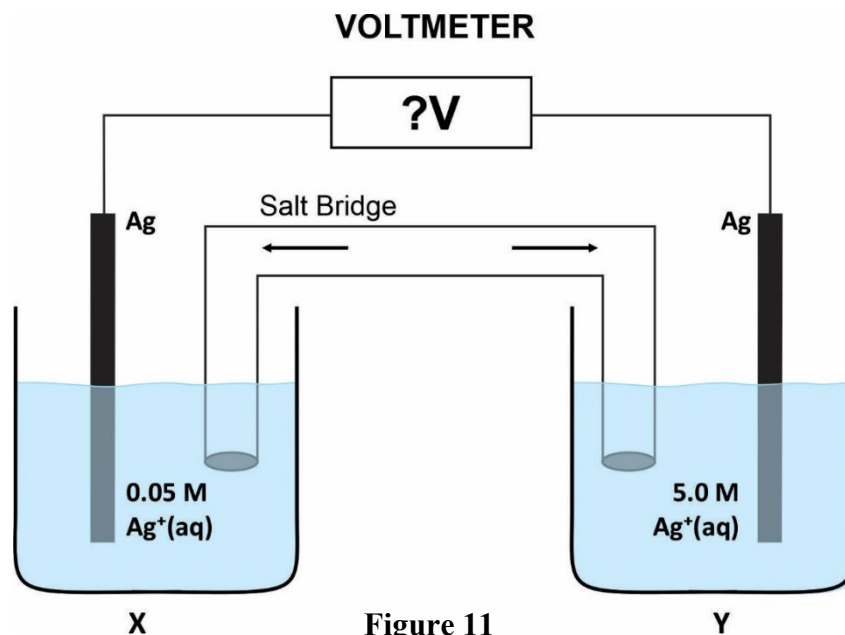 VOLTMETER
?V
Salt Bridge
Ag
Ag
0.05 M
Ag⁺(aq)
5.0 M
Ag⁺(aq)
X
Figure 11
Y